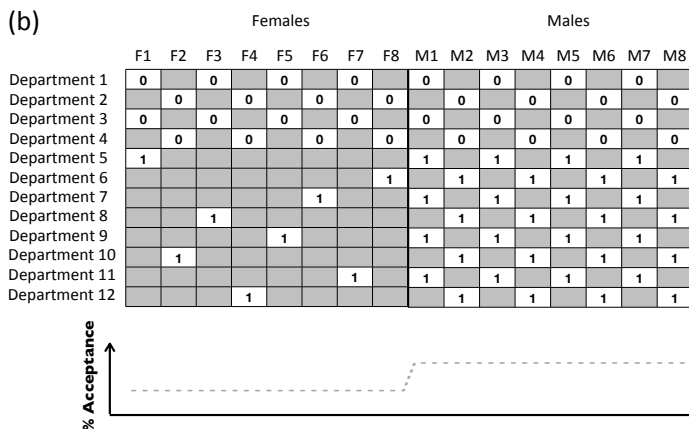 (b)
Females Males
F1 F2 F3 F4 F5 F6 F7 F8 M1 M2 M3 M4 M5 M6 M7 M8
Department 1 0 0 0 0 0 0 0 0
Department 2 0 0 0 0 0 0 0 0
Department 3 0 0 0 0 0 0 0 0
Department 4 0 0 0 0 0 0 0 0
Department 5 1 1 1 1 1
Department 6 1 1 1 1 1
Department 7 1 1 1 1 1
Department 8 1 1 1 1 1
Department 9 1 1 1 1 1
Department 10 1 1 1 1 1
Department 11 1 1 1 1 1
Department 12 1 1 1 1 1
% Acceptance